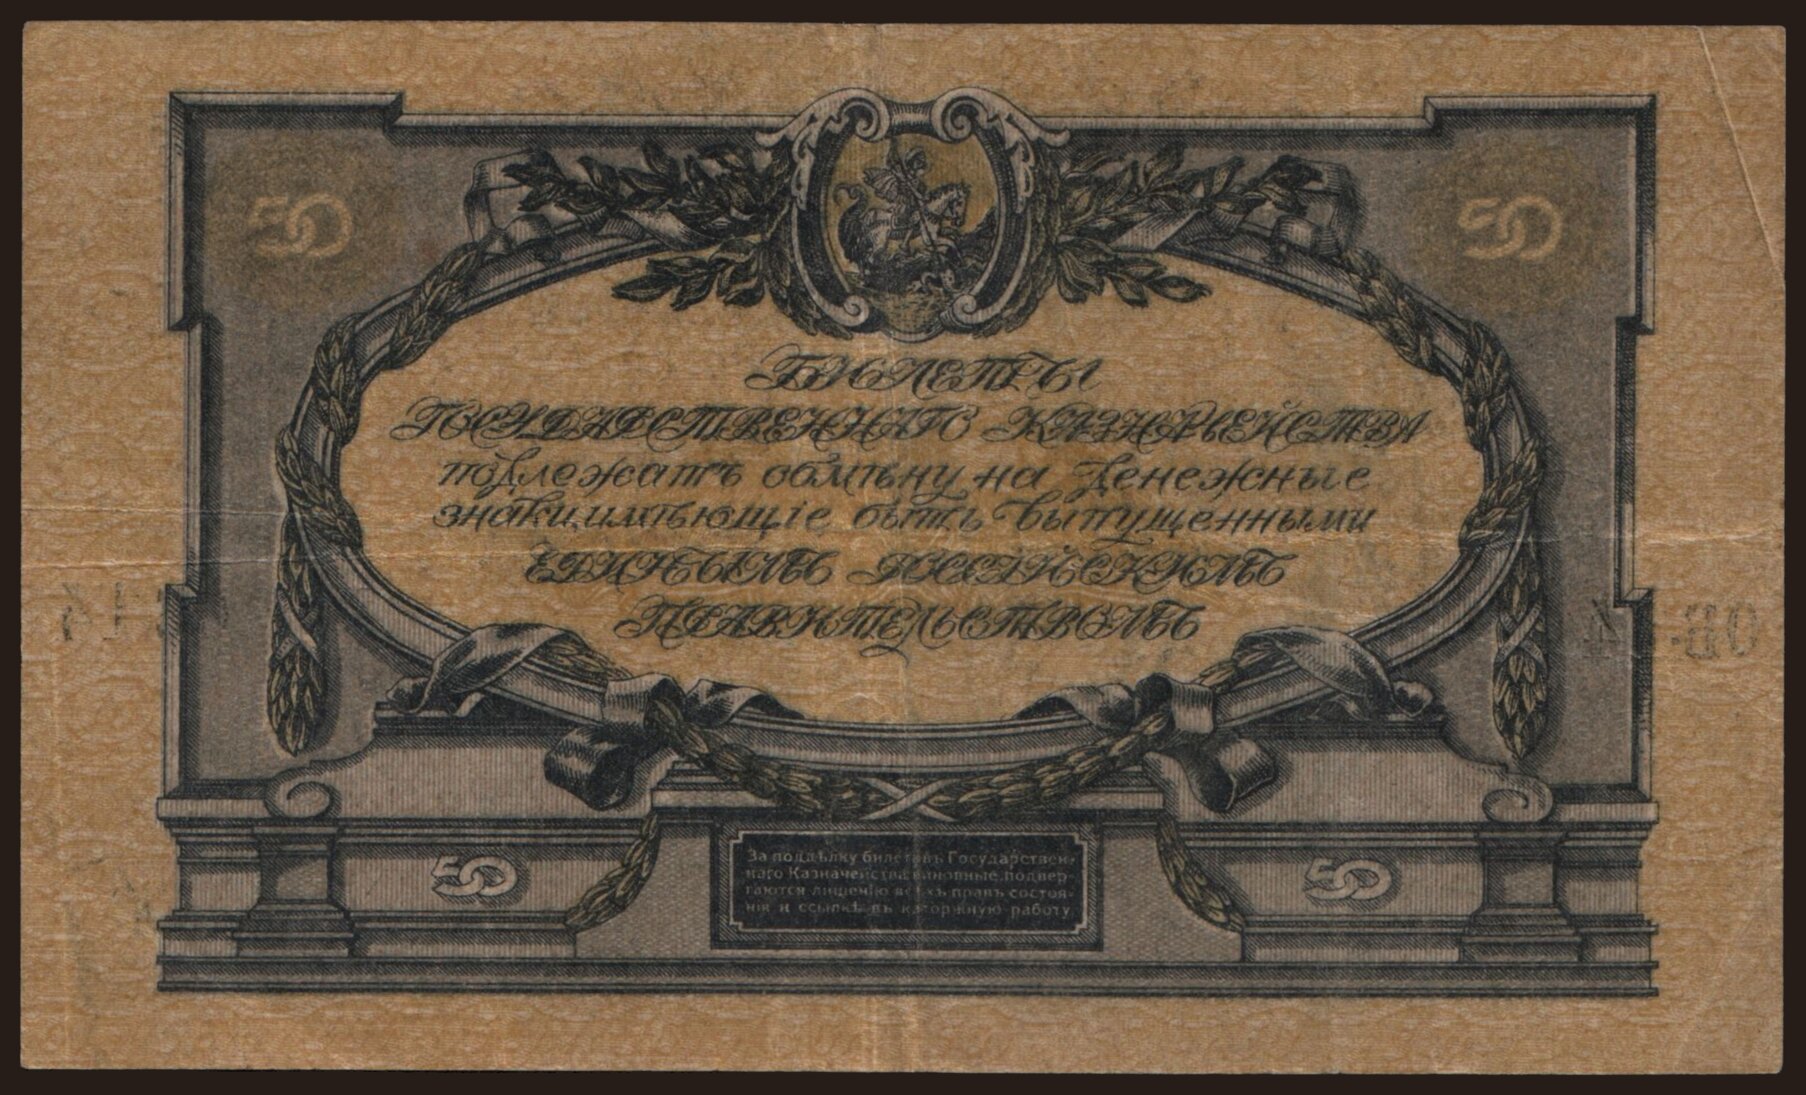 50 50
БИЛЕТЫ
ГОСУДАРСТВЕННАГО КАЗНАЧЕЙСТВА
подлежатъ обмѣну на денежные
знаки, имѣющіе быть выпущенными
ЕДИНЫМЪ РОССІЙСКИМЪ
ПРАВИТЕЛЬСТВОМЪ
50 50
За поддѣлку билетовъ Государствен-
наго Казначейства виновные подвер-
гаются лишенію всѣхъ правъ состоя-
нія и ссылкѣ въ каторжную работу.